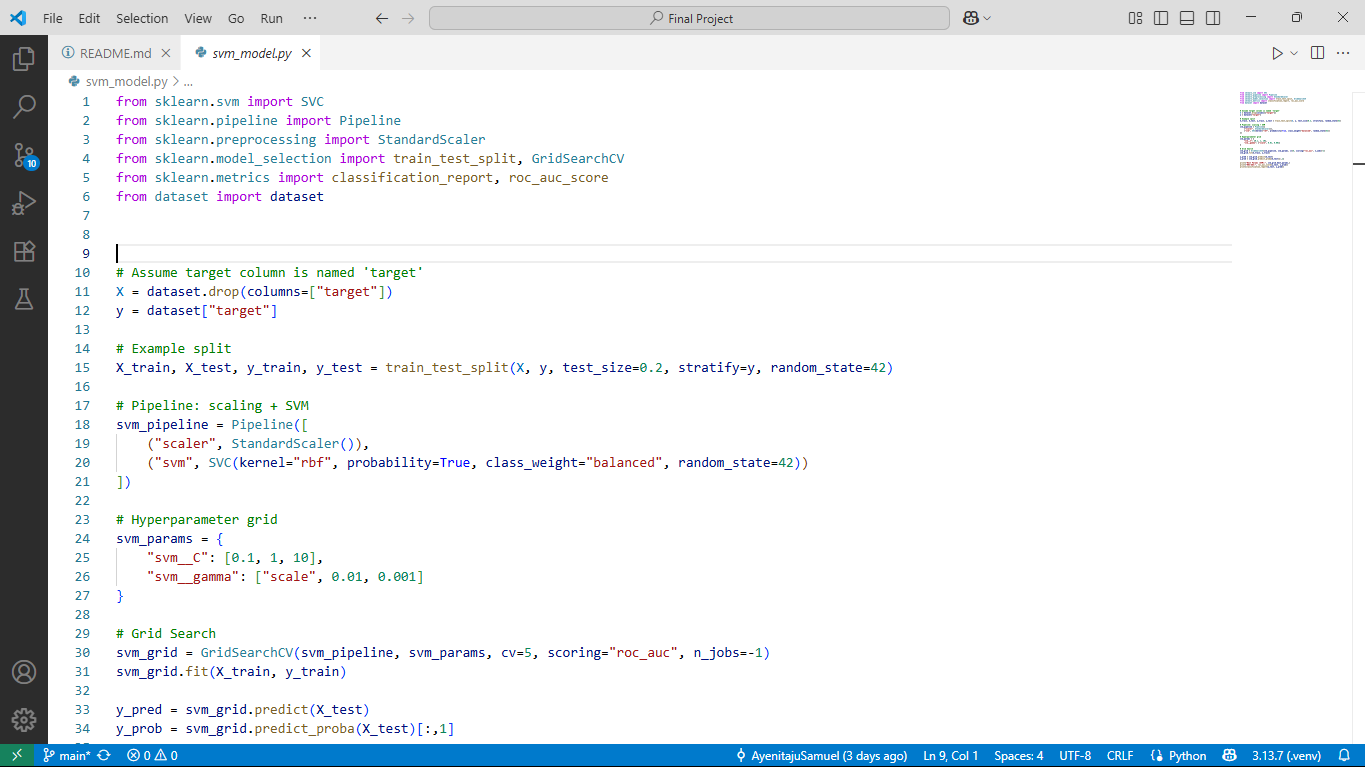 File Edit Selection View Go Run ··· Final Project
README.md svm_model.py
svm_model.py > ...
1 from sklearn.svm import SVC
2 from sklearn.pipeline import Pipeline
3 from sklearn.preprocessing import StandardScaler
4 from sklearn.model_selection import train_test_split, GridSearchCV
5 from sklearn.metrics import classification_report, roc_auc_score
6 from dataset import dataset
7
8
9
10 # Assume target column is named 'target'
11 X = dataset.drop(columns=["target"])
12 y = dataset["target"]
13
14 # Example split
15 X_train, X_test, y_train, y_test = train_test_split(X, y, test_size=0.2, stratify=y, random_state=42)
16
17 # Pipeline: scaling + SVM
18 svm_pipeline = Pipeline([
19     ("scaler", StandardScaler()),
20     ("svm", SVC(kernel="rbf", probability=True, class_weight="balanced", random_state=42))
21 ])
22
23 # Hyperparameter grid
24 svm_params = {
25     "svm__C": [0.1, 1, 10],
26     "svm__gamma": ["scale", 0.01, 0.001]
27 }
28
29 # Grid Search
30 svm_grid = GridSearchCV(svm_pipeline, svm_params, cv=5, scoring="roc_auc", n_jobs=-1)
31 svm_grid.fit(X_train, y_train)
32
33 y_pred = svm_grid.predict(X_test)
34 y_prob = svm_grid.predict_proba(X_test)[:,1]
10
main* 0 0 AyenitajuSamuel (3 days ago) Ln 9, Col 1 Spaces: 4 UTF-8 CRLF Python 3.13.7 (.venv)